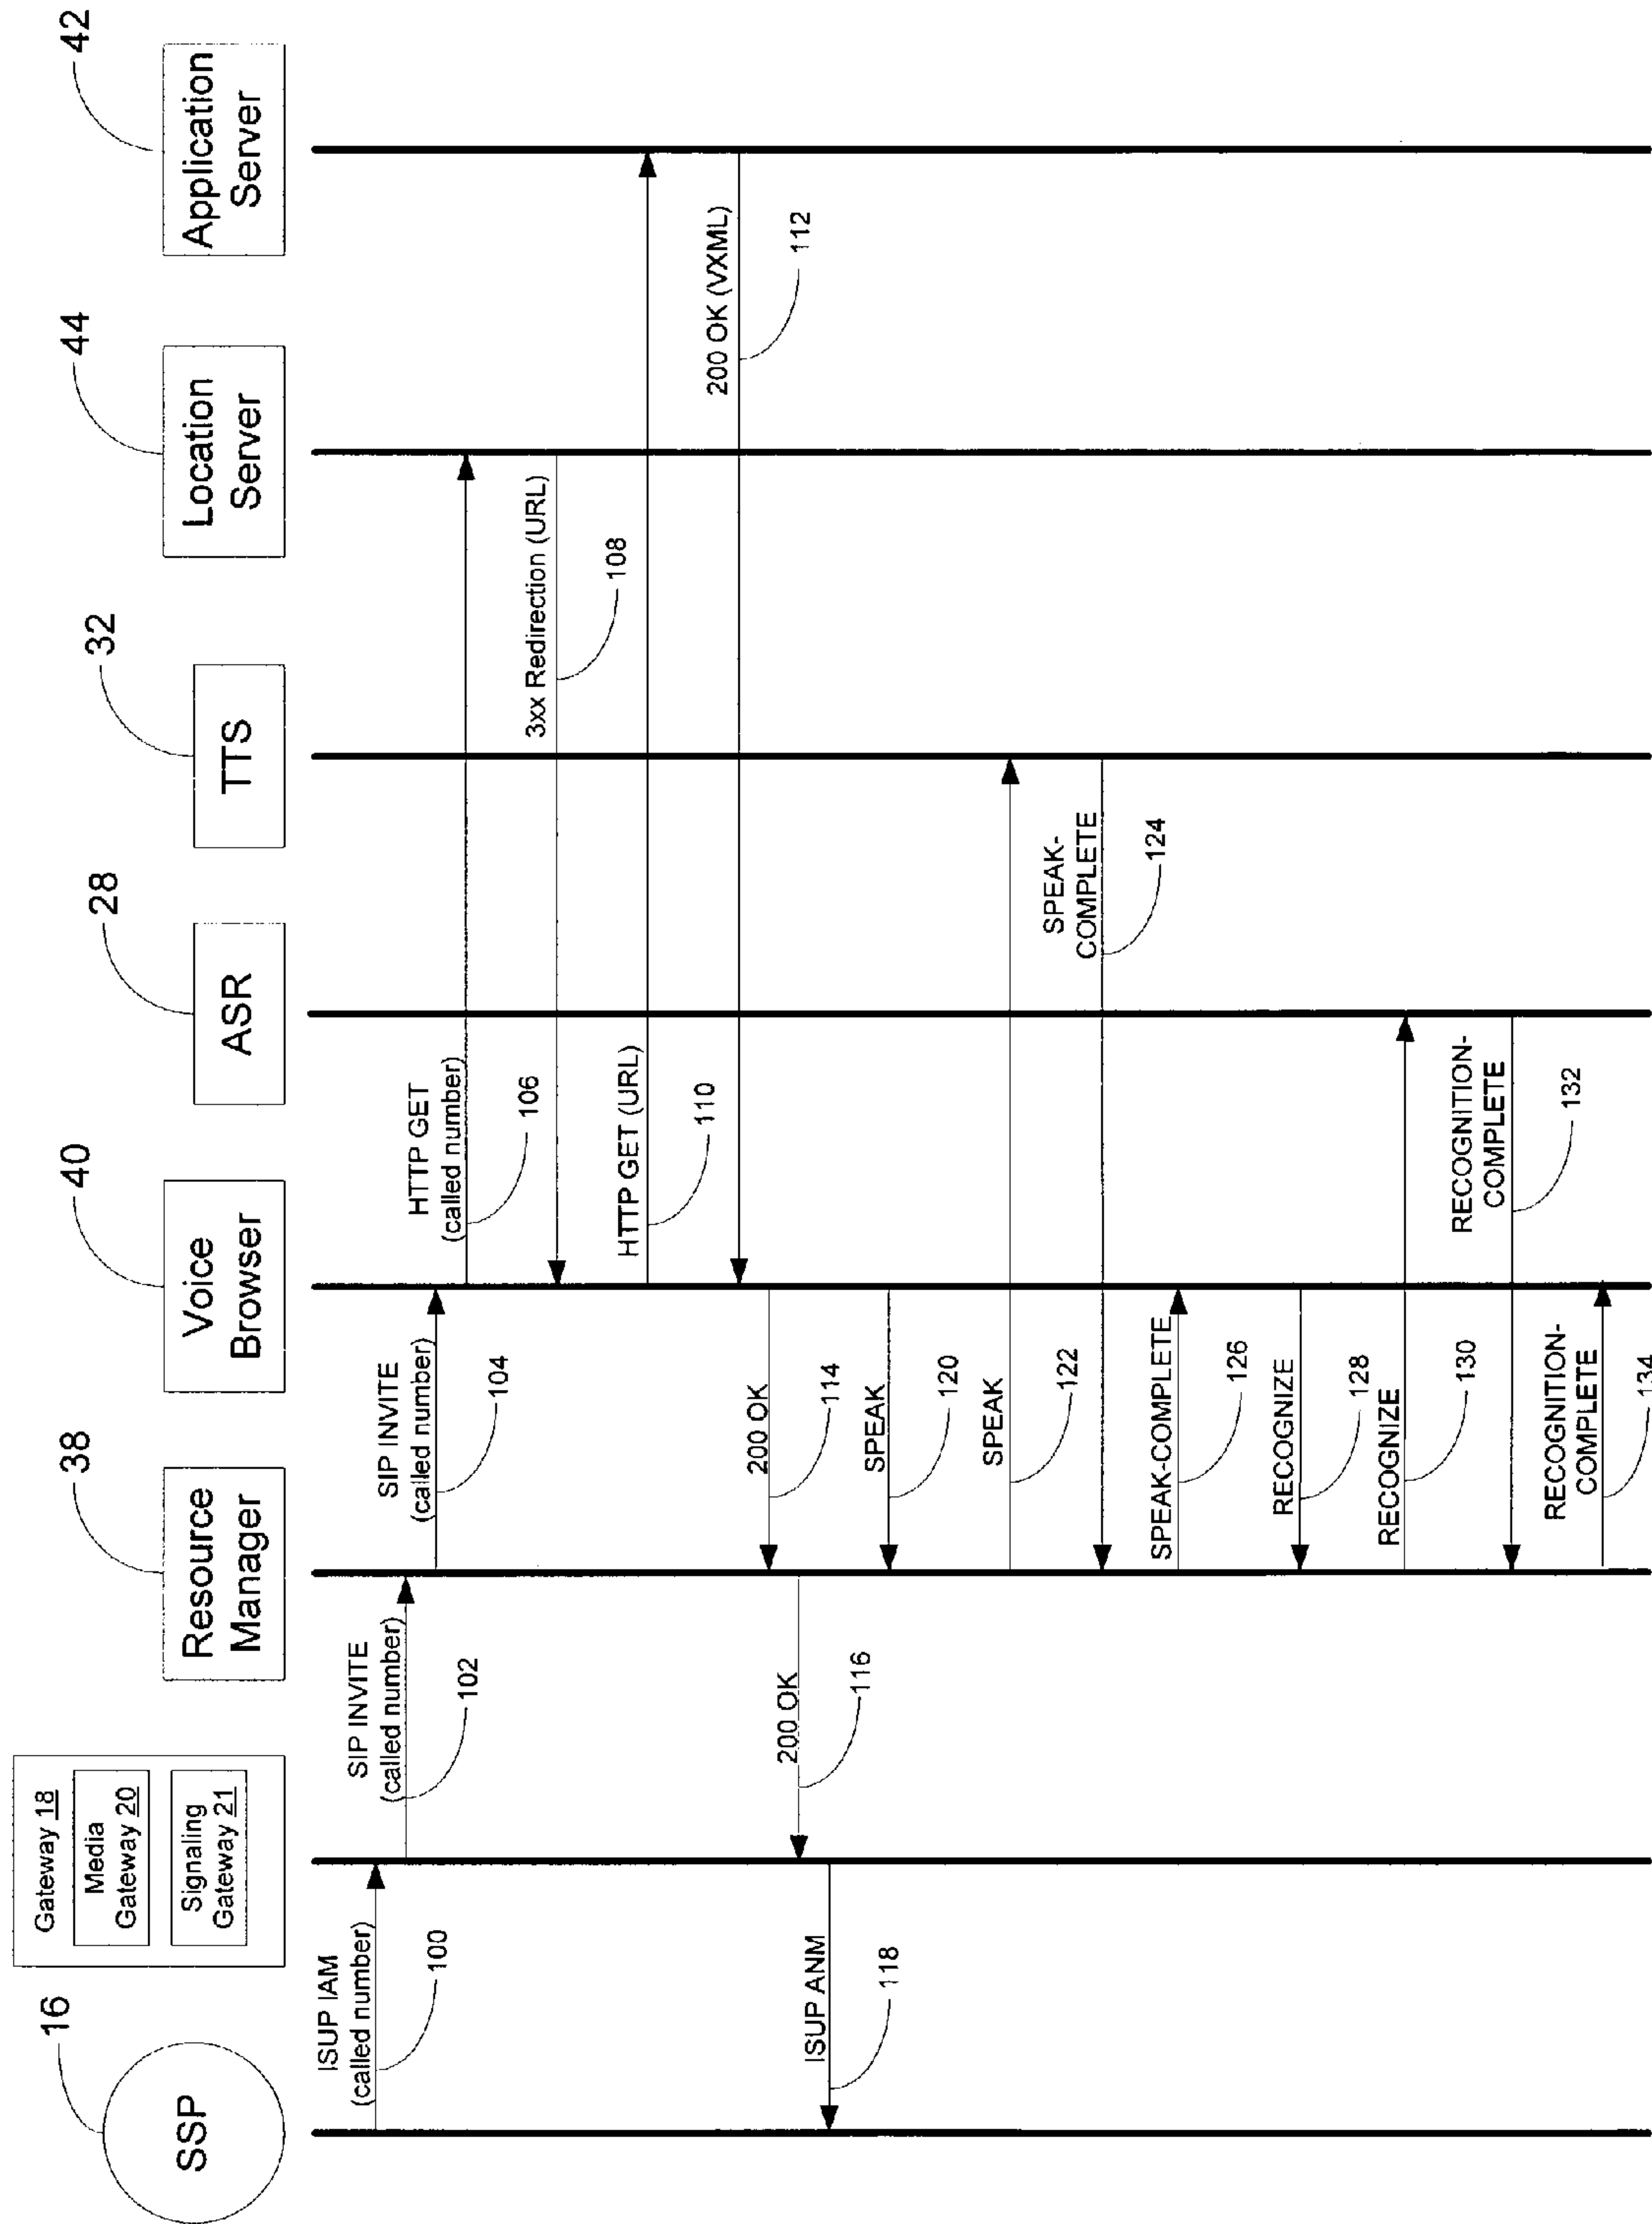 16
SSP
Gateway 18
Media
Gateway 20
Signaling
Gateway 21
38
Resource
Manager
40
Voice
Browser
28
ASR
32
TTS
44
Location
Server
42
Application
Server
ISUP IAM
(called number)
100
SIP INVITE
(called number)
102
SIP INVITE
(called number)
104
HTTP GET
(called number)
106
3xx Redirection (URL)
108
HTTP GET (URL)
110
200 OK (VXML)
112
200 OK
114
200 OK
116
ISUP ANM
118
SPEAK
120
SPEAK
122
SPEAK-
COMPLETE
124
SPEAK-COMPLETE
126
RECOGNIZE
128
RECOGNIZE
130
RECOGNITION-
COMPLETE
132
RECOGNITION-
COMPLETE
134